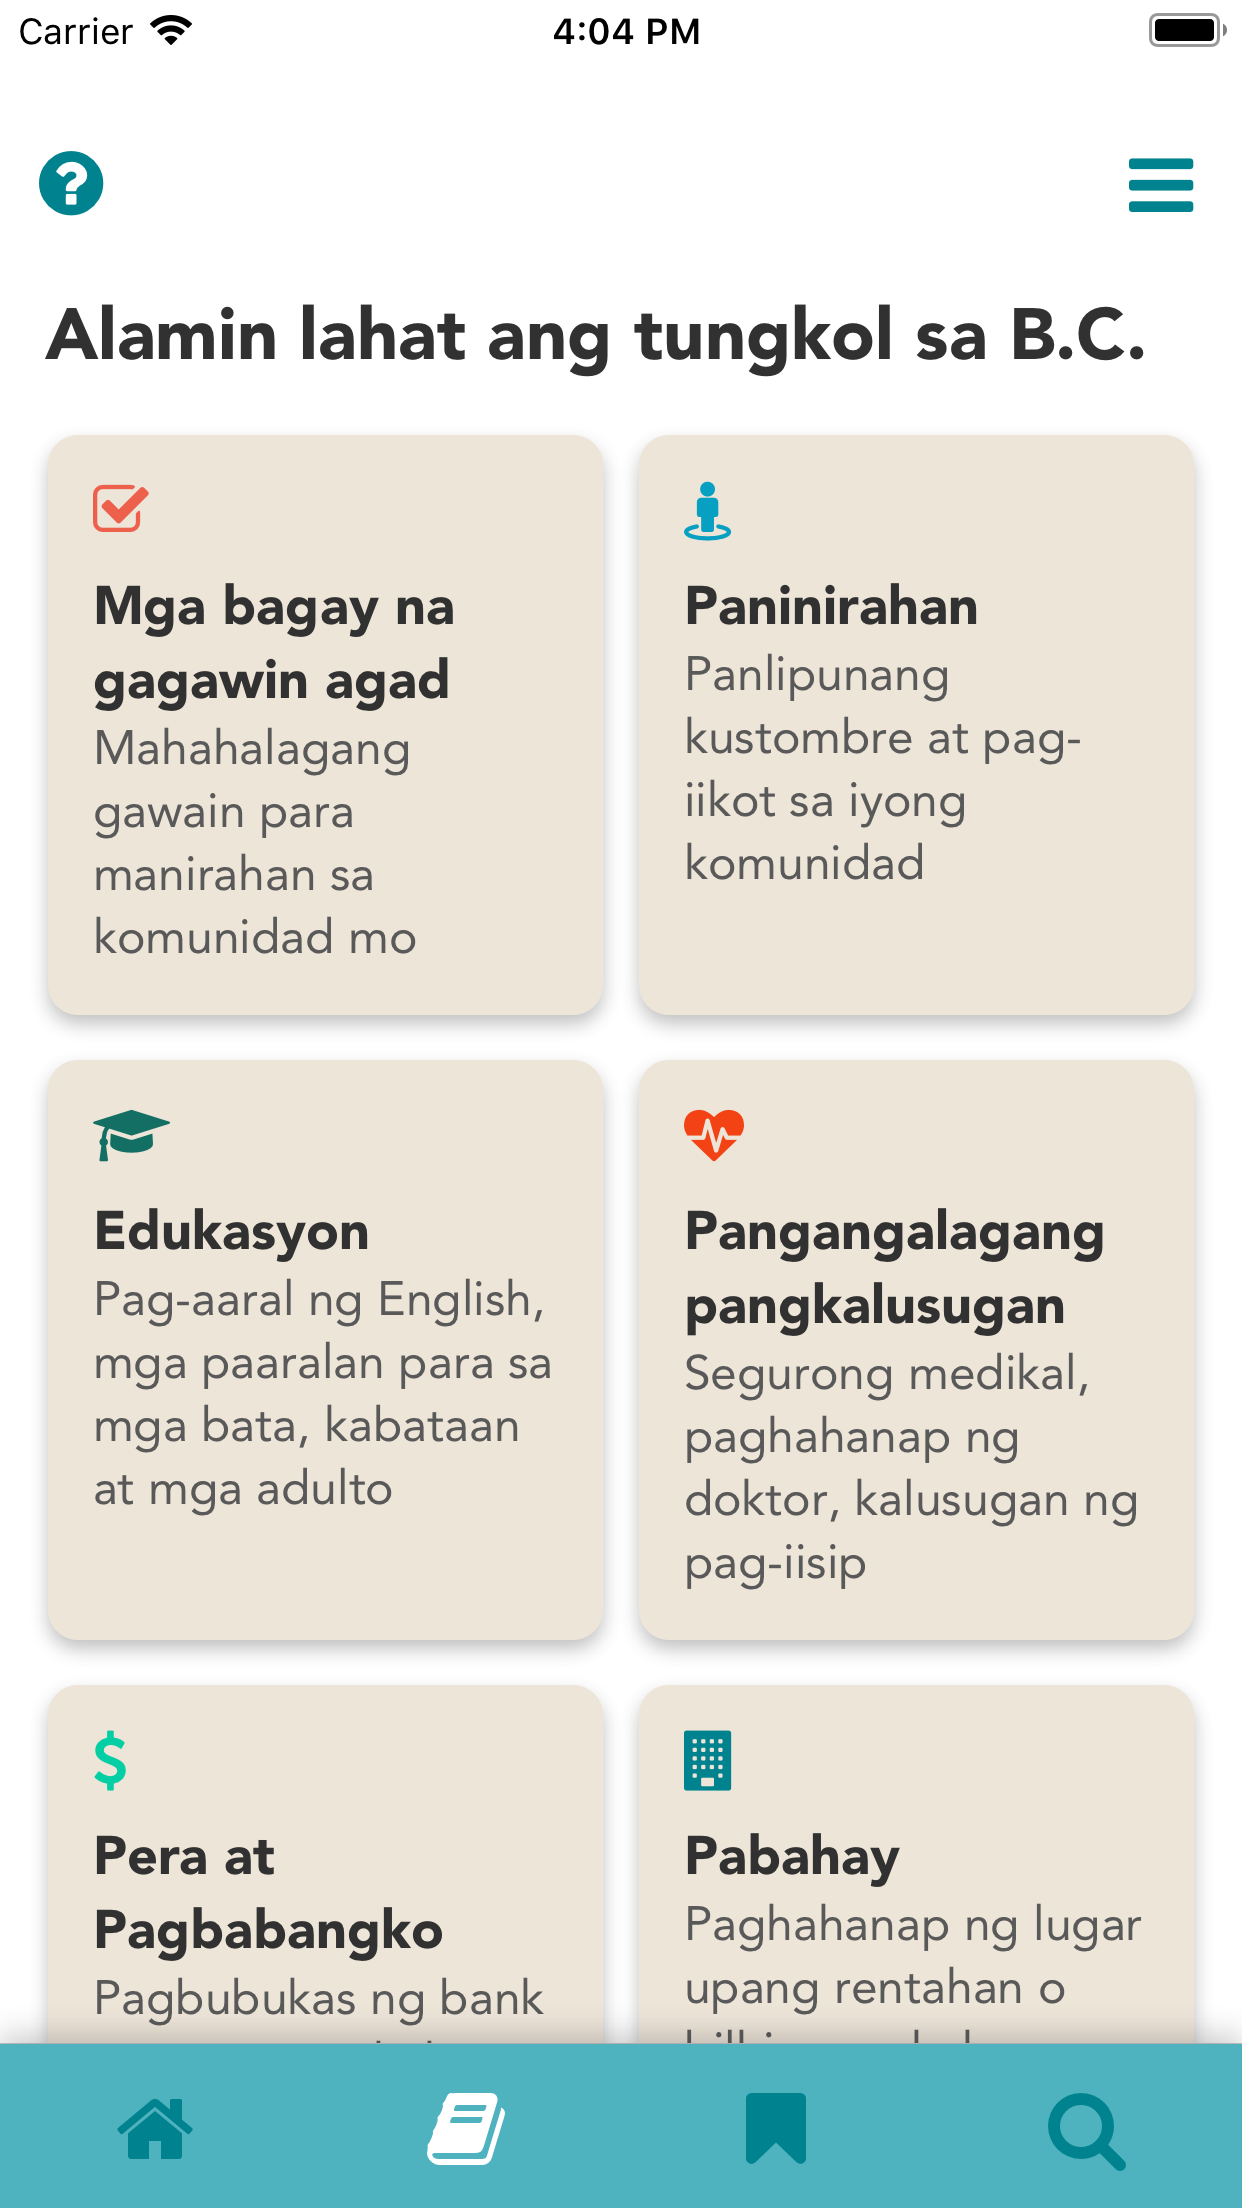 Carrier
4:04 PM
Alamin lahat ang tungkol sa B.C.
Mga bagay na
gagawin agad
Mahahalagang
gawain para
manirahan sa
komunidad mo
Paninirahan
Panlipunang
kustombre at pag-
iikot sa iyong
komunidad
Edukasyon
Pag-aaral ng English,
mga paaralan para sa
mga bata, kabataan
at mga adulto
Pangangalagang
pangkalusugan
Segurong medikal,
paghahanap ng
doktor, kalusugan ng
pag-iisip
Pera at
Pagbabangko
Pagbubukas ng bank
Pabahay
Paghahanap ng lugar
upang rentahan o